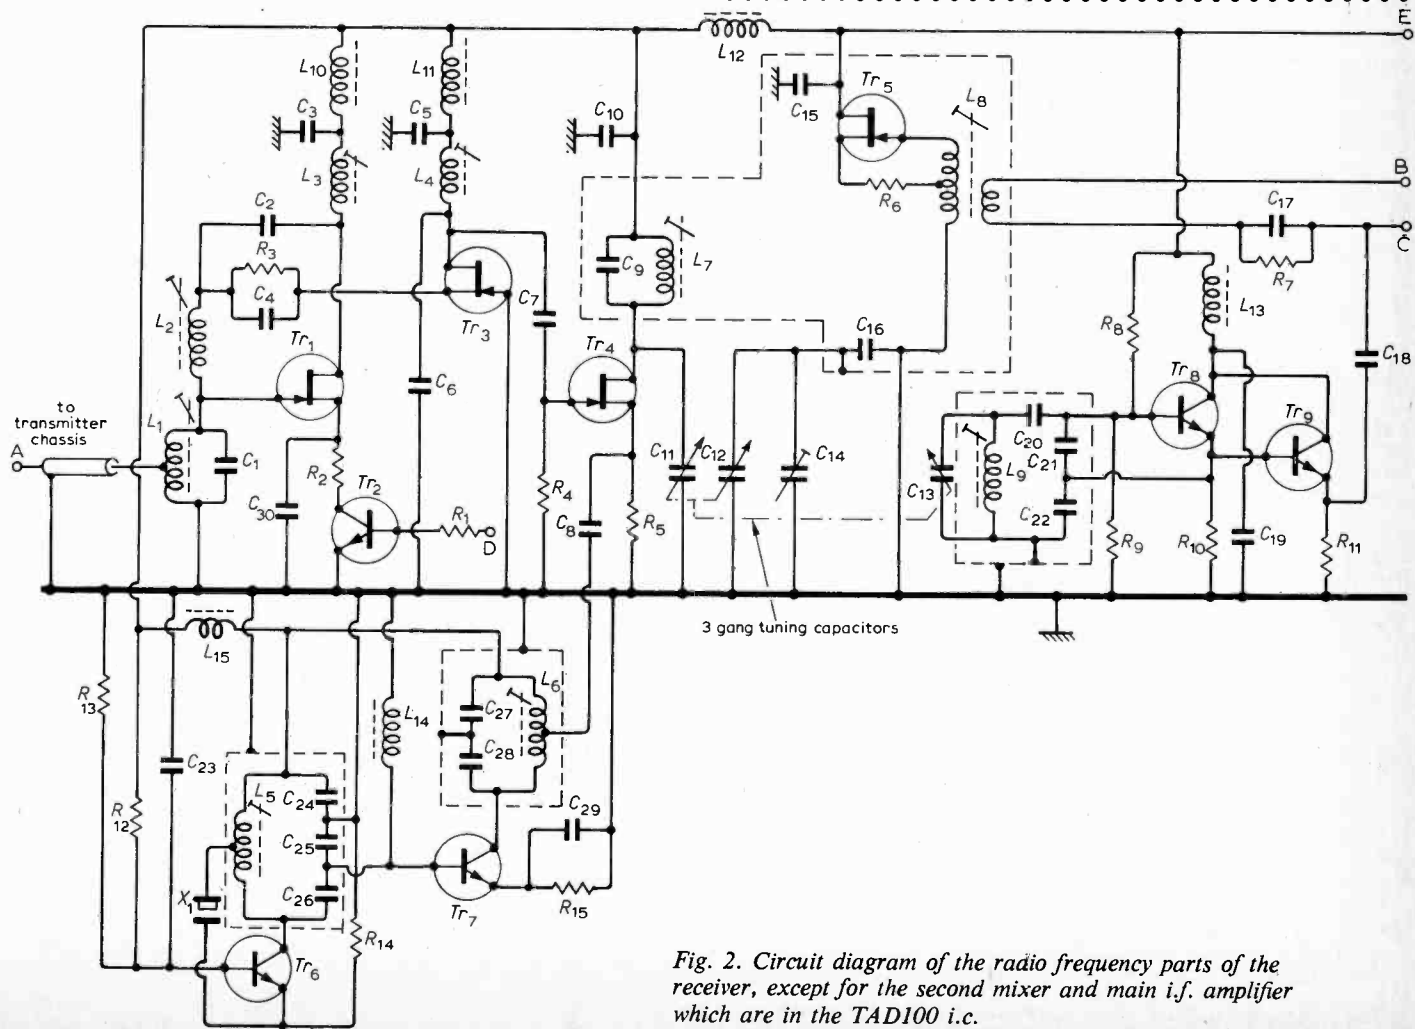 E
L12
L10
L11
C3
C5
C10
C15
Tr5
L8
L3
L4
R6
B
C2
C17
C
R3
C9
L7
R7
C4
C7
L13
Tr3
L2
R8
Tr1
Tr4
C16
C18
C6
Tr8
to
transmitter
chassis
Tr9
L1
A
C1
C11
C12
C14
C20
C21
L9
C13
R2
Tr2
R4
C30
C8
R5
C22
R1
D
R9
R10
C19
R11
3 gang tuning capacitors
L15
R13
L6
C27
L14
C28
C23
L5
C24
R12
C29
C25
X1
C26
Tr7
R15
R14
Tr6
Fig. 2. Circuit diagram of the radio frequency parts of the
receiver, except for the second mixer and main i.f. amplifier
which are in the TAD100 i.c.